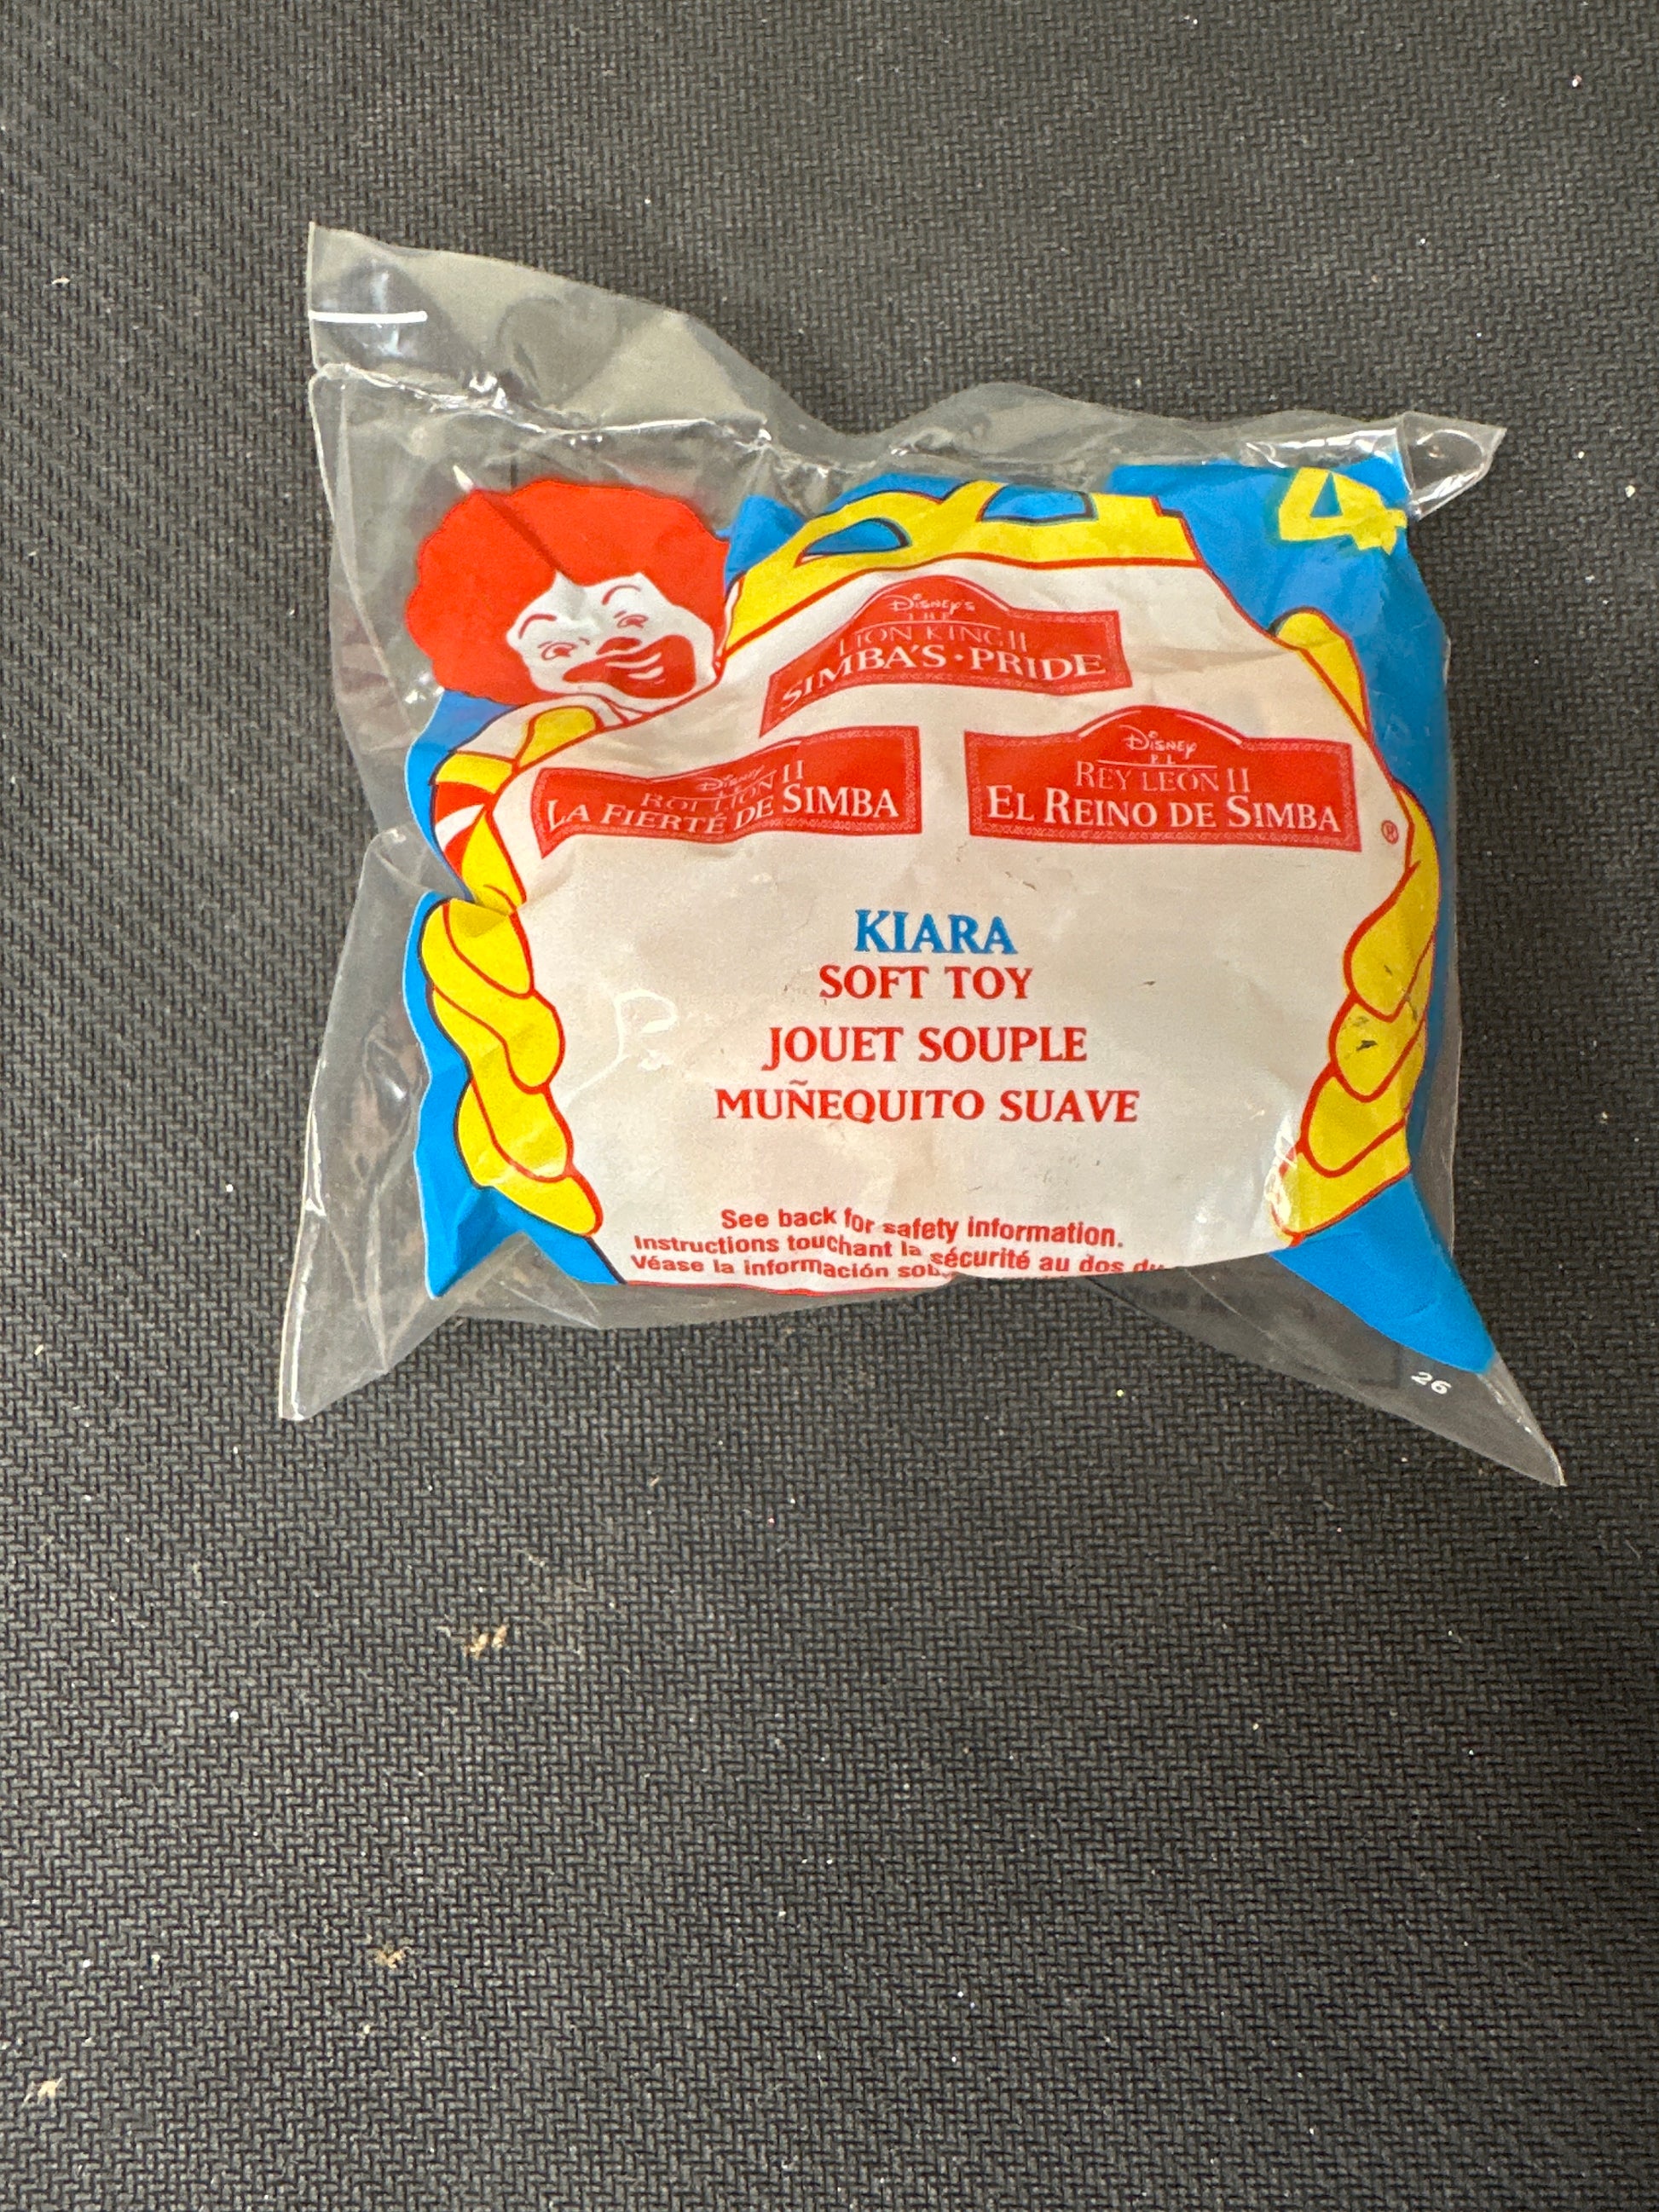 4
Disney's
THE
LION KING II
SIMBA'S • PRIDE
Disney
ROI LION II
LA FIERTÉ DE SIMBA
Disney
REY LEÓN II
EL REINO DE SIMBA
®
KIARA
SOFT TOY
JOUET SOUPLE
MUÑEQUITO SUAVE
See back for safety information.
Instructions touchant la sécurité au dos du
Véase la información
26